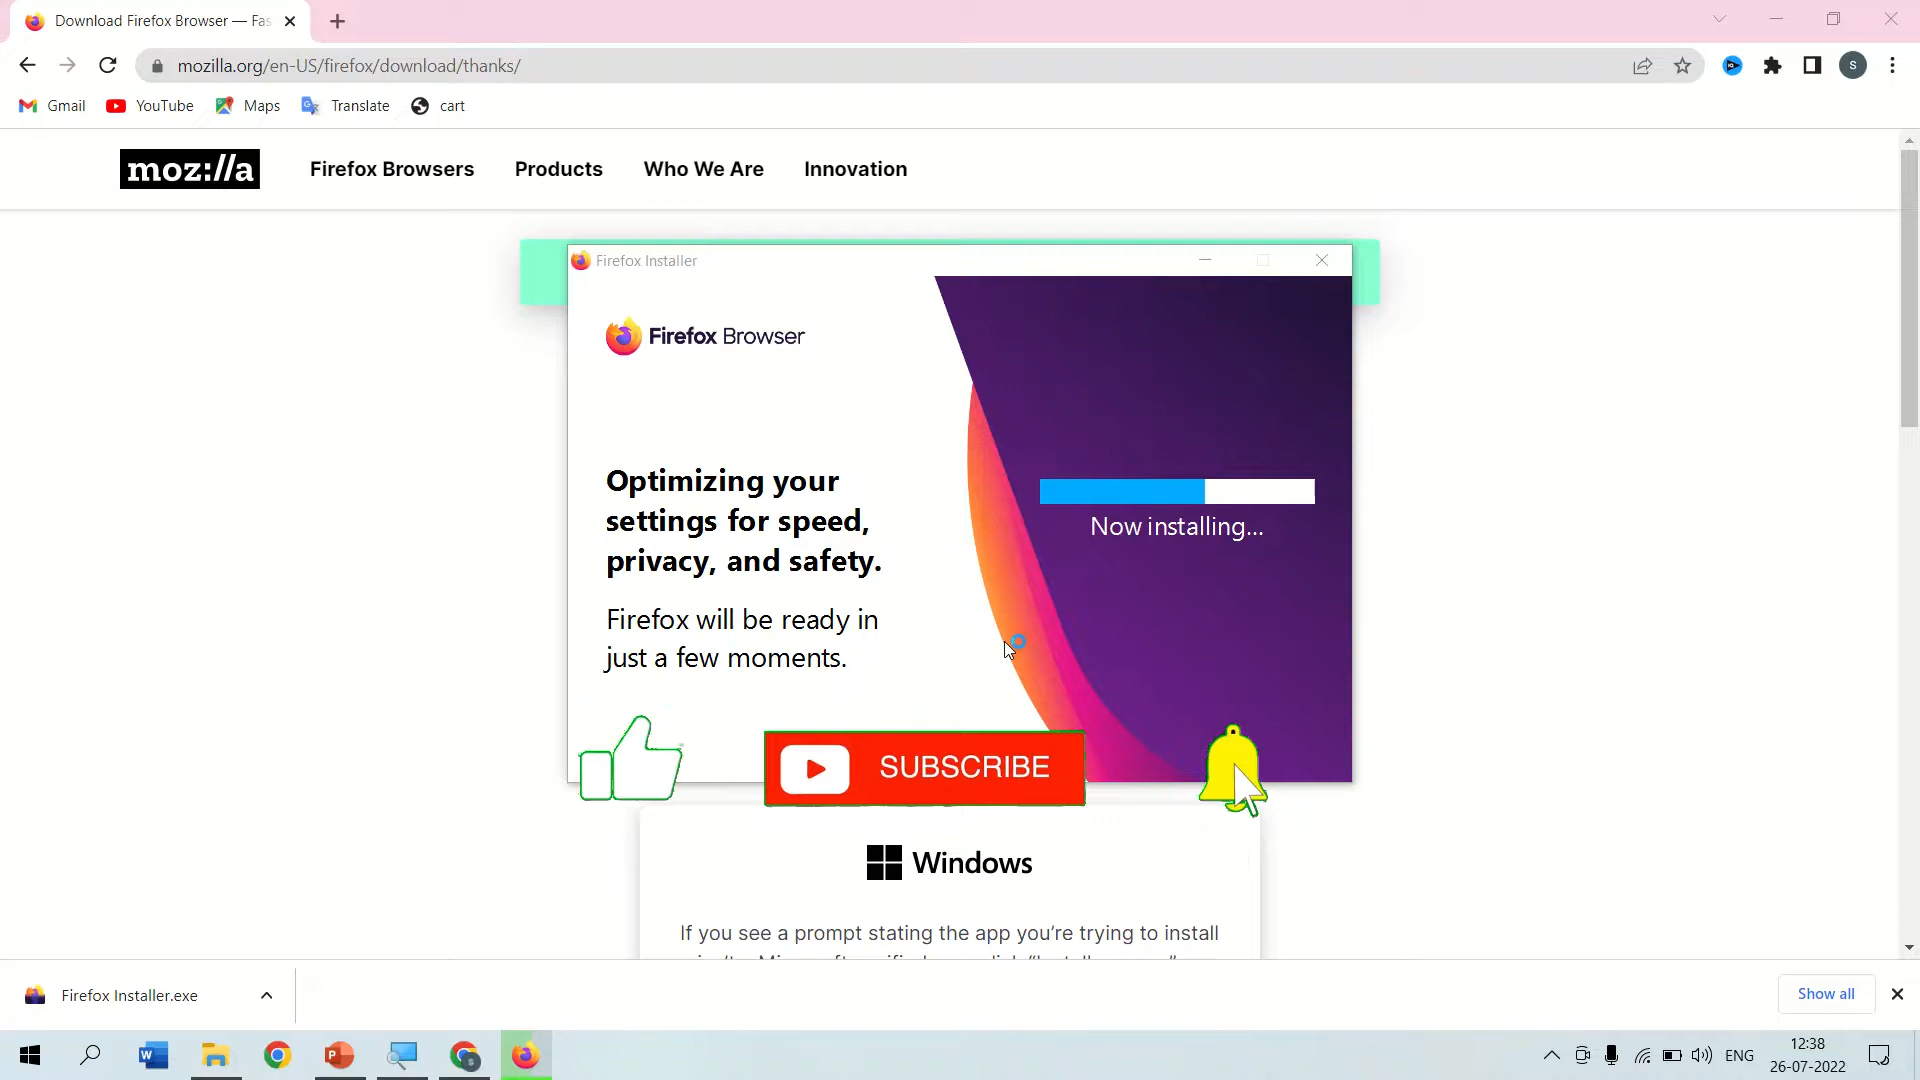 Download Firefox Browser — Fas
mozilla.org/en-US/firefox/download/thanks/
S
Gmail
YouTube
Maps
Translate
cart
moz://a
Firefox Browsers
Products
Who We Are
Innovation
Firefox Installer
Firefox Browser
Optimizing your
settings for speed,
privacy, and safety.
Firefox will be ready in
just a few moments.
Now installing...
SUBSCRIBE
Windows
If you see a prompt stating the app you’re trying to install
Firefox Installer.exe
Show all
ENG
12:38
26-07-2022